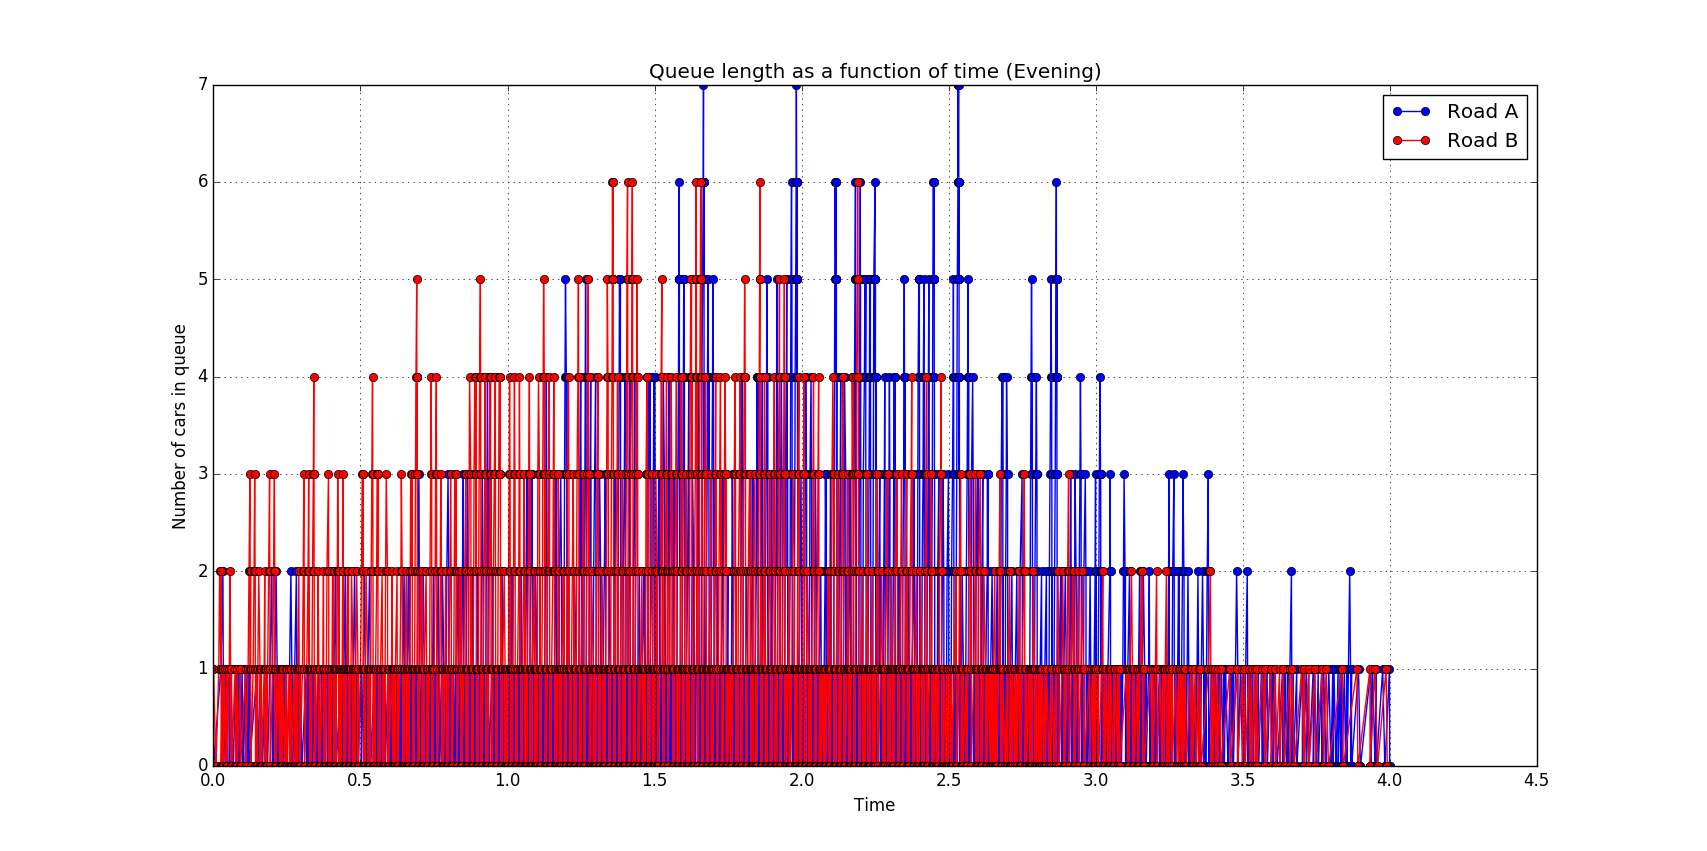 Queue length as a function of time (Evening)
Road A
Road B
Number of cars in queue
7
6
5
4
3
2
1
0
0.0 0.5 1.0 1.5 2.0 2.5 3.0 3.5 4.0 4.5
Time